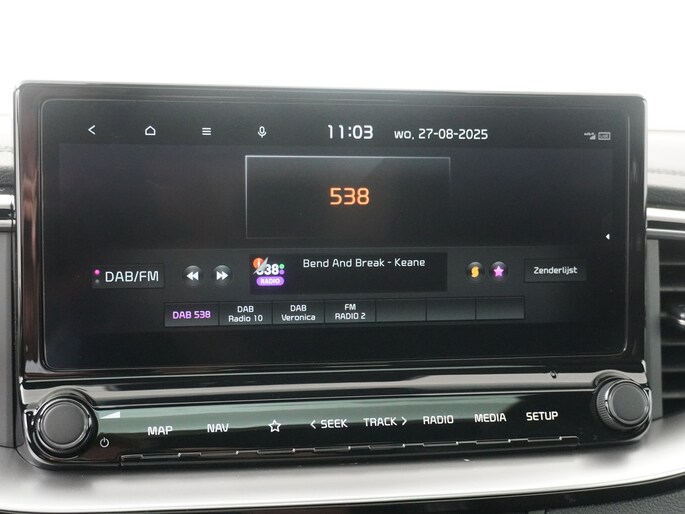 11:03 wo, 27-08-2025
538
DAB/FM
538
RADIO
Bend And Break - Keane
Zenderlijst
DAB 538
DAB
Radio 10
DAB
Veronica
FM
RADIO 2
MAP NAV SEEK TRACK RADIO MEDIA SETUP